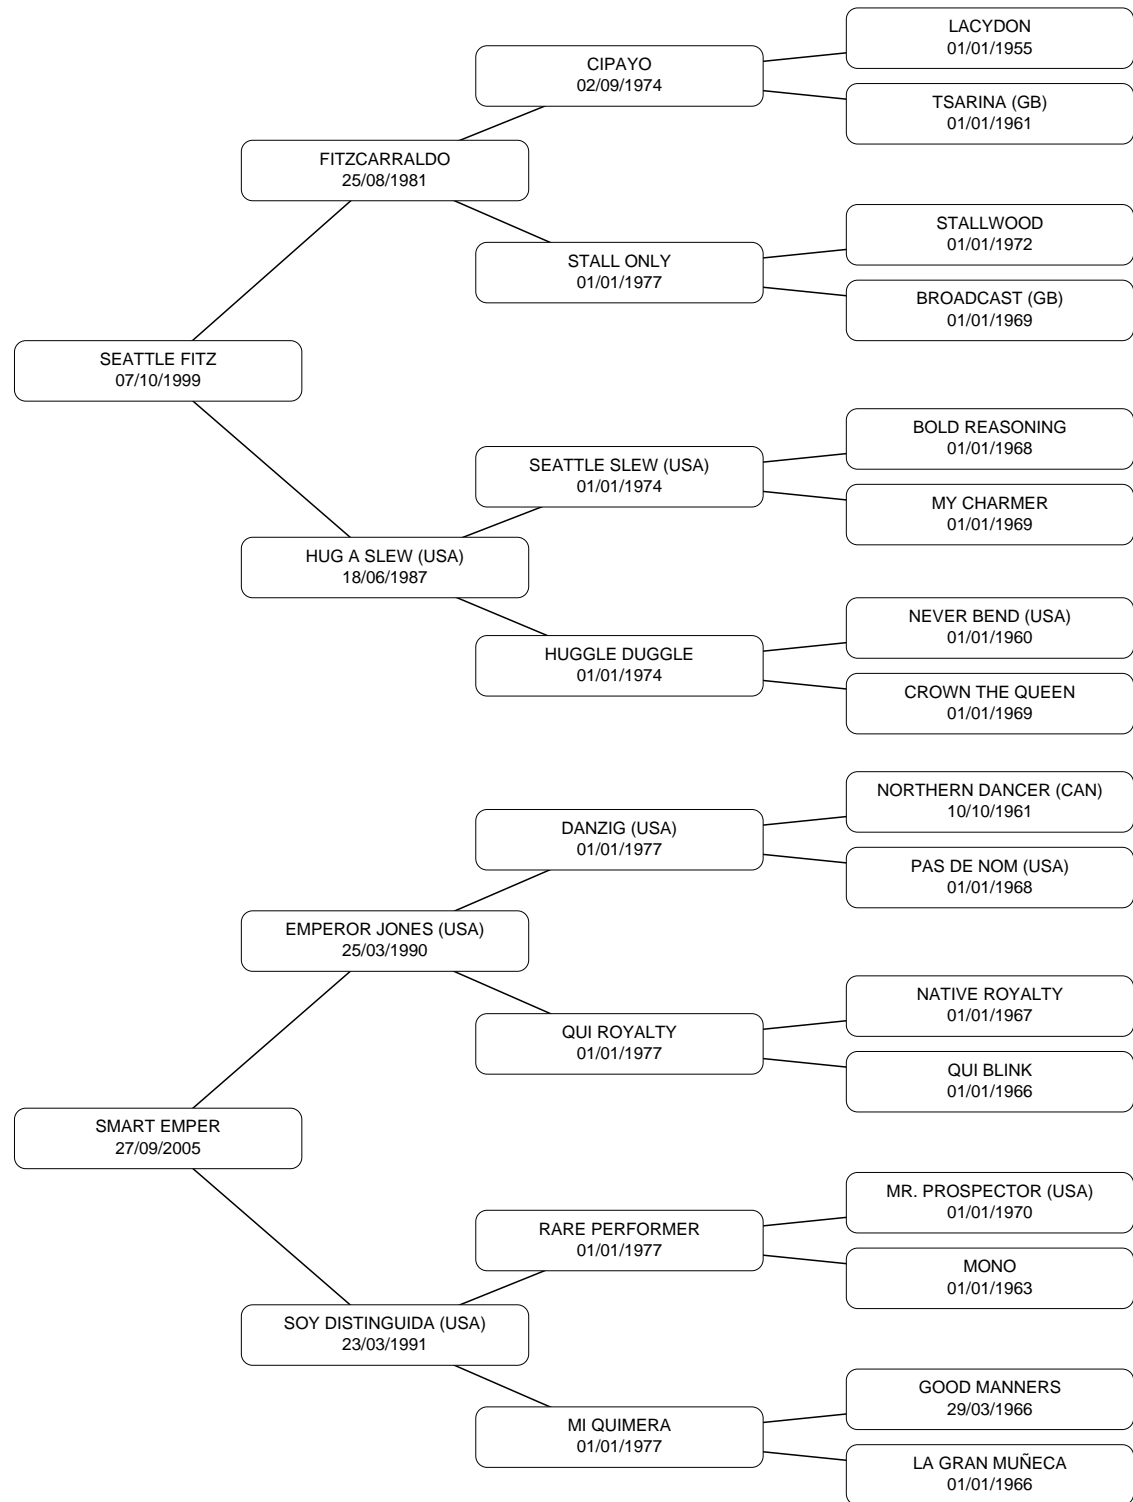 LACYDON
01/01/1955
CIPAYO
02/09/1974
TSARINA (GB)
01/01/1961
FITZCARRALDO
25/08/1981
STALLWOOD
01/01/1972
STALL ONLY
01/01/1977
BROADCAST (GB)
01/01/1969
SEATTLE FITZ
07/10/1999
BOLD REASONING
01/01/1968
SEATTLE SLEW (USA)
01/01/1974
MY CHARMER
01/01/1969
HUG A SLEW (USA)
18/06/1987
NEVER BEND (USA)
01/01/1960
HUGGLE DUGGLE
01/01/1974
CROWN THE QUEEN
01/01/1969
NORTHERN DANCER (CAN)
10/10/1961
DANZIG (USA)
01/01/1977
PAS DE NOM (USA)
01/01/1968
EMPEROR JONES (USA)
25/03/1990
NATIVE ROYALTY
01/01/1967
QUI ROYALTY
01/01/1977
QUI BLINK
01/01/1966
SMART EMPER
27/09/2005
MR. PROSPECTOR (USA)
01/01/1970
RARE PERFORMER
01/01/1977
MONO
01/01/1963
SOY DISTINGUIDA (USA)
23/03/1991
GOOD MANNERS
29/03/1966
MI QUIMERA
01/01/1977
LA GRAN MUÑECA
01/01/1966